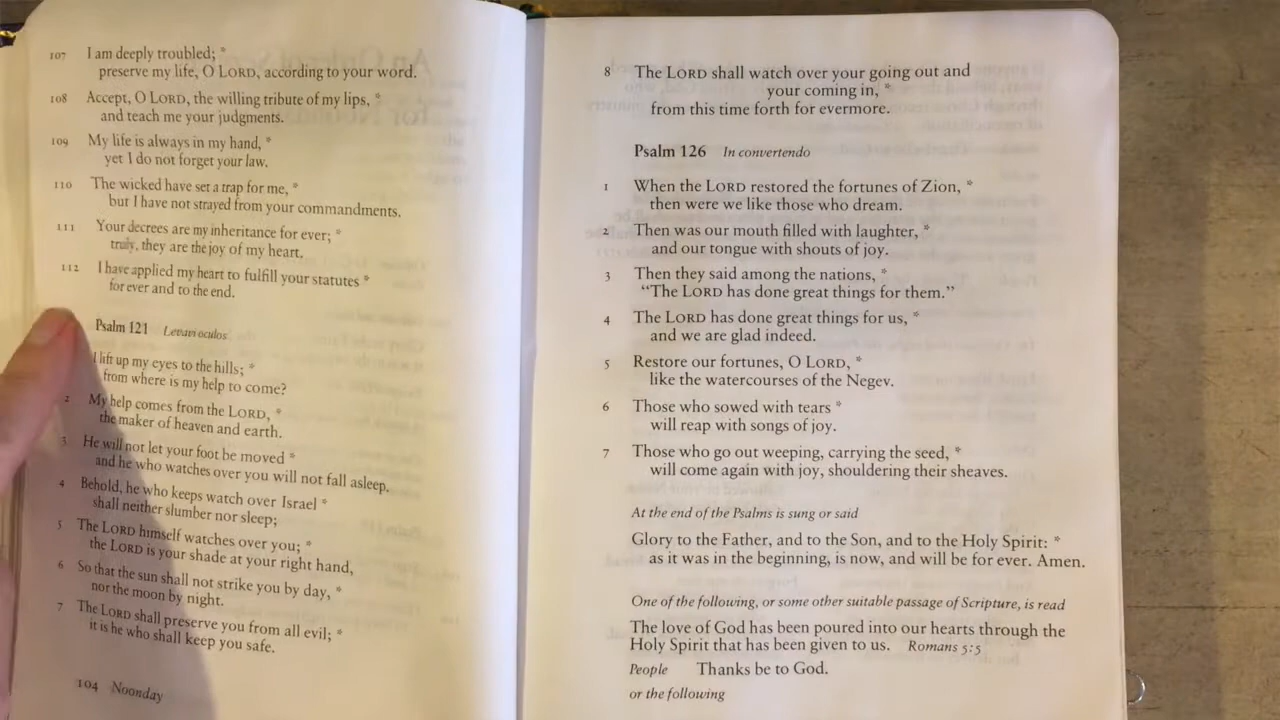 107 I am deeply troubled; *
preserve my life, O LORD, according to your word.
108 Accept, O LORD, the willing tribute of my lips, *
and teach me your judgments.
109 My life is always in my hand, *
yet I do not forget your law.
110 The wicked have set a trap for me, *
but I have not strayed from your commandments.
111 Your decrees are my inheritance for ever; *
truly, they are the joy of my heart.
112 I have applied my heart to fulfill your statutes *
for ever and to the end.
Psalm 121 Levavi oculos
I lift up my eyes to the hills; *
from where is my help to come?
2 My help comes from the LORD, *
the maker of heaven and earth.
3 He will not let your foot be moved *
and he who watches over you will not fall asleep.
4 Behold, he who keeps watch over Israel *
shall neither slumber nor sleep;
5 The LORD himself watches over you; *
the LORD is your shade at your right hand,
6 So that the sun shall not strike you by day, *
nor the moon by night.
7 The LORD shall preserve you from all evil; *
it is he who shall keep you safe.
104 Noonday
8 The LORD shall watch over your going out and
your coming in, *
from this time forth for evermore.
Psalm 126 In convertendo
1 When the LORD restored the fortunes of Zion, *
then were we like those who dream.
2 Then was our mouth filled with laughter, *
and our tongue with shouts of joy.
3 Then they said among the nations, *
“The LORD has done great things for them.”
4 The LORD has done great things for us, *
and we are glad indeed.
5 Restore our fortunes, O LORD, *
like the watercourses of the Negev.
6 Those who sowed with tears *
will reap with songs of joy.
7 Those who go out weeping, carrying the seed, *
will come again with joy, shouldering their sheaves.
At the end of the Psalms is sung or said
Glory to the Father, and to the Son, and to the Holy Spirit: *
as it was in the beginning, is now, and will be for ever. Amen.
One of the following, or some other suitable passage of Scripture, is read
The love of God has been poured into our hearts through the
Holy Spirit that has been given to us. Romans 5:5
People Thanks be to God.
or the following